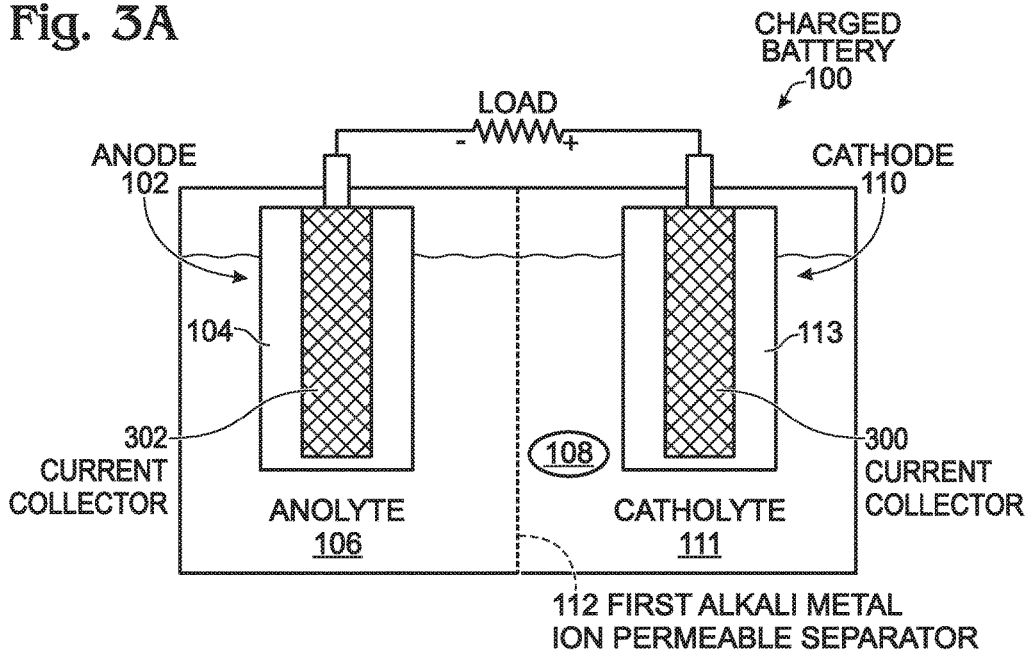 Fig. 3A
CHARGED
BATTERY
100
LOAD
- +
ANODE
102
CATHODE
110
104
113
302
CURRENT
COLLECTOR
108
300
CURRENT
COLLECTOR
ANOLYTE
106
CATHOLYTE
111
112 FIRST ALKALI METAL
ION PERMEABLE SEPARATOR